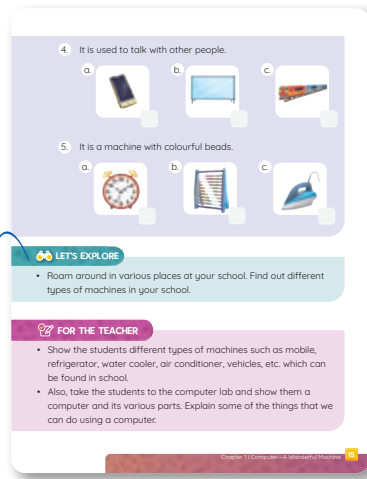 4. It is used to talk with other people.
a. b. c.
5. It is a machine with colourful beads.
a. b. c.
LET'S EXPLORE
• Roam around in various places at your school. Find out different
types of machines in your school.
FOR THE TEACHER
• Show the students different types of machines such as mobile,
refrigerator, water cooler, air conditioner, vehicles, etc. which can
be found in school.
• Also, take the students to the computer lab and show them a
computer and its various parts. Explain some of the things that we
can do using a computer.
Chapter 1 | Computer—A Wonderful Machine 15